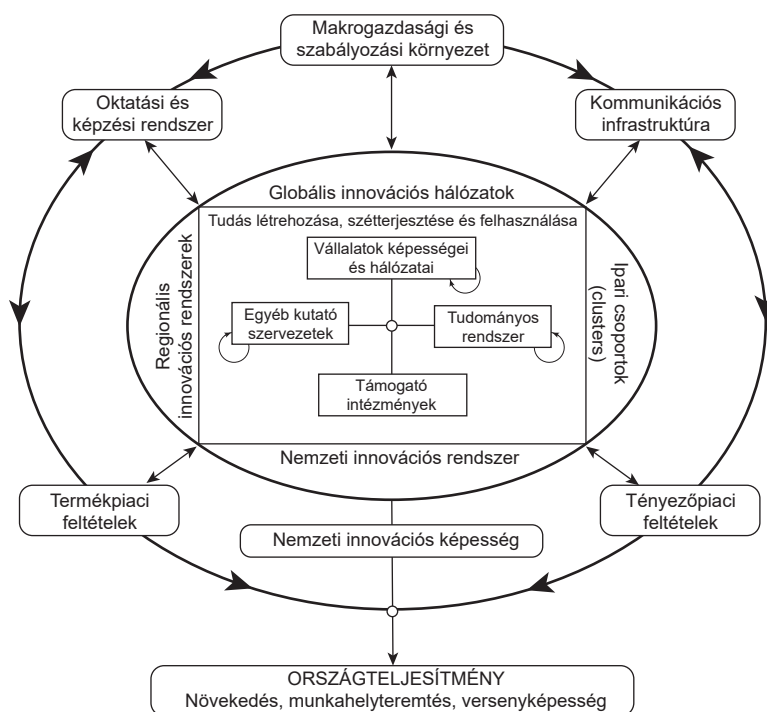 Makrogazdasági és
szabályozási környezet
Oktatási és
képzési rendszer
Kommunikációs
infrastruktúra
Globális innovációs hálózatok
Tudás létrehozása, szétterjesztése és felhasználása
Vállalatok képességei
és hálózatai
Regionális
innovációs rendszerek
Ipari csoportok
(clusters)
Egyéb kutató
szervezetek
Tudományos
rendszer
Támogató
intézmények
Nemzeti innovációs rendszer
Termékpiaci
feltételek
Tényezőpiaci
feltételek
Nemzeti innovációs képesség
ORSZÁGTELJESÍTMÉNY
Növekedés, munkahelyteremtés, versenyképesség